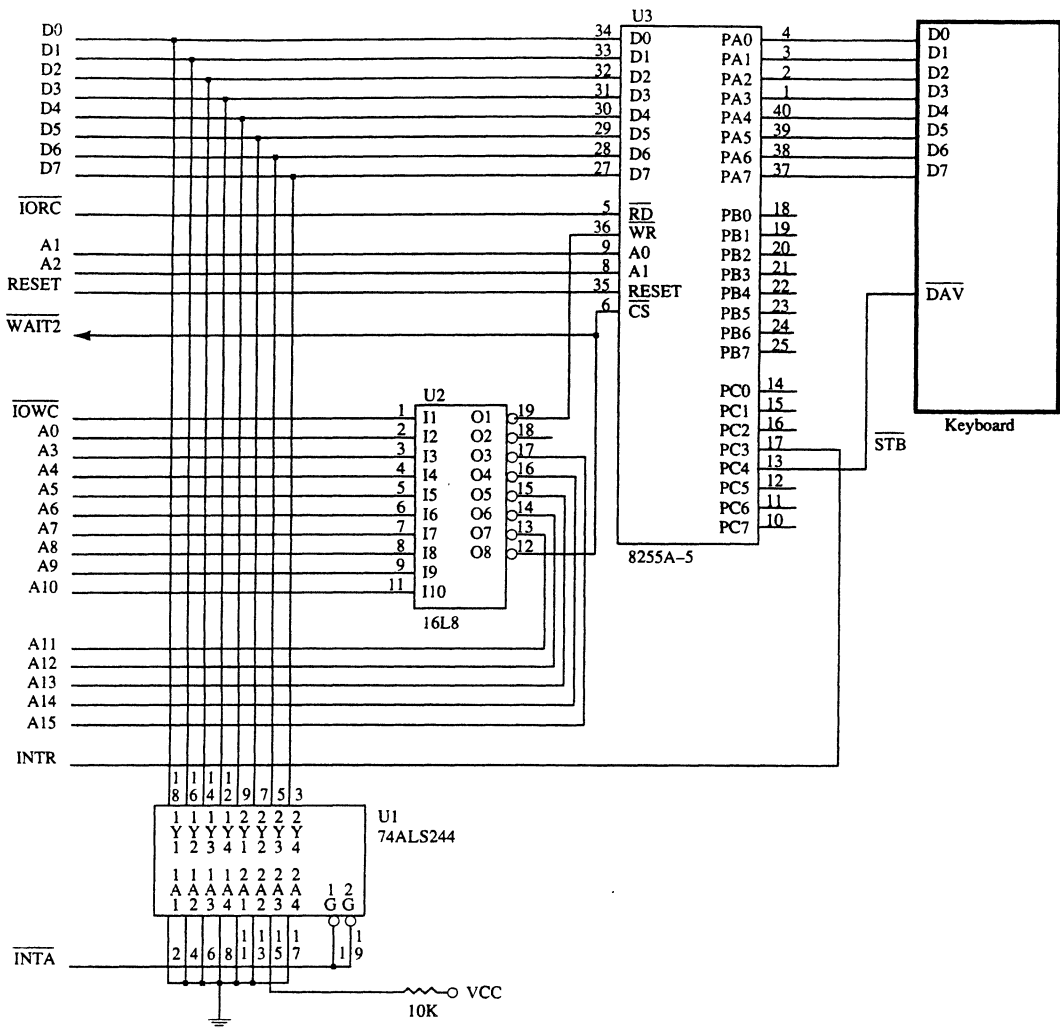 U3
D0 34 D0 PA0 4 D0
D1 33 D1 PA1 3 D1
D2 32 D2 PA2 2 D2
D3 31 D3 PA3 1 D3
D4 30 D4 PA4 40 D4
D5 29 D5 PA5 39 D5
D6 28 D6 PA6 38 D6
D7 27 D7 PA7 37 D7
IORC 5 RD PB0 18
36 WR PB1 19
A1 9 A0 PB2 20
A2 8 A1 PB3 21
RESET 35 RESET PB4 22 DAV
6 CS PB5 23
WAIT2 PB6 24
PB7 25
U2 PC0 14
IOWC 1 I1 O1 19 PC1 15
A0 2 I2 O2 18 PC2 16 Keyboard
A3 3 I3 O3 17 PC3 17 STB
A4 4 I4 O4 16 PC4 13
A5 5 I5 O5 15 PC5 12
A6 6 I6 O6 14 PC6 11
A7 7 I7 O7 13 PC7 10
A8 8 I8 O8 12 8255A-5
A9 9 I9
A10 11 I10
16L8
A11
A12
A13
A14
A15
INTR
18 16 14 12 9 7 5 3
1Y1 1Y2 1Y3 1Y4 2Y1 2Y2 2Y3 2Y4 U1
74ALS244
1A1 1A2 1A3 1A4 2A1 2A2 2A3 2A4 1G 2G
INTA 2 4 6 8 11 13 15 17 1 19
VCC
10K